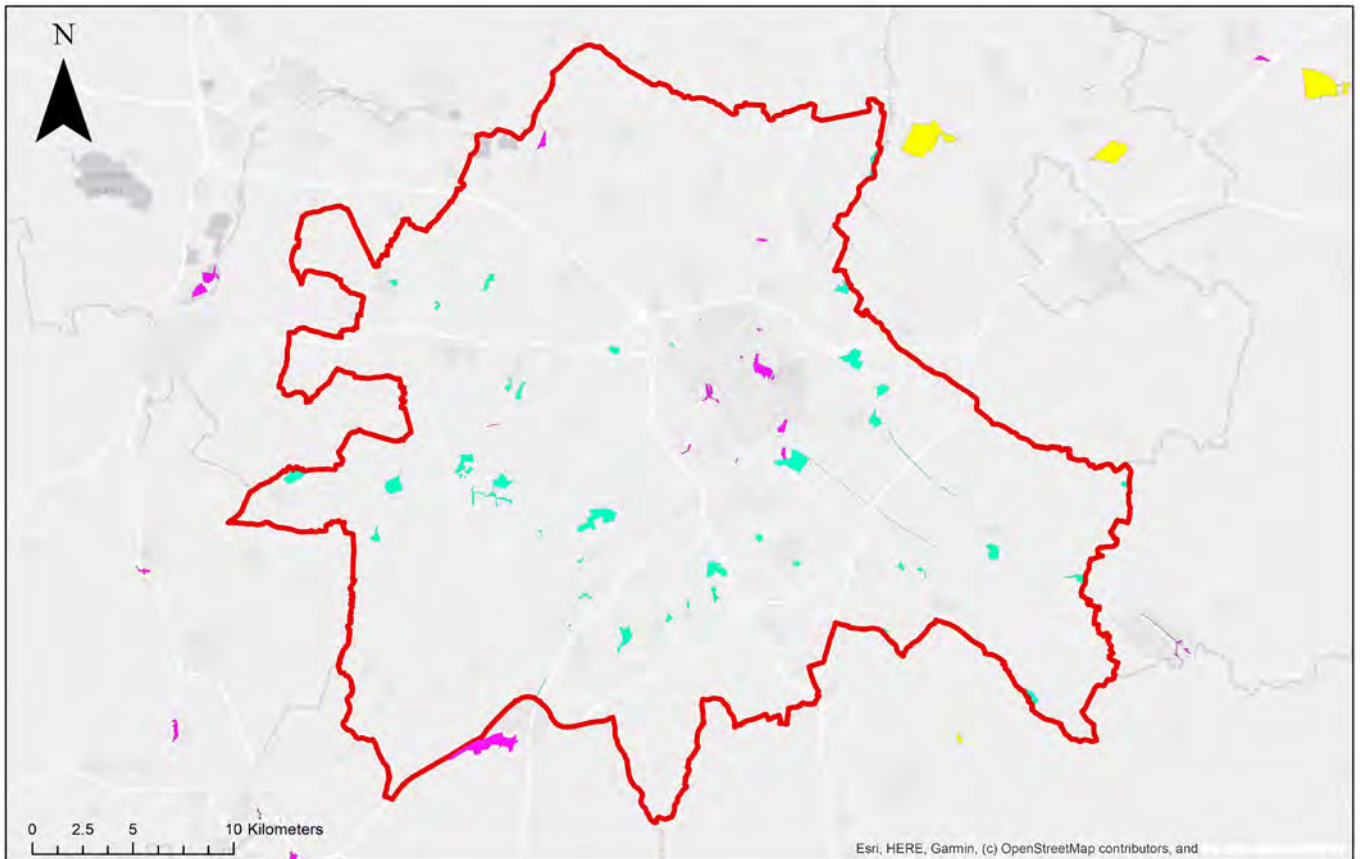 N
0 2.5 5 10 Kilometers
Esri, HERE, Garmin, (c) OpenStreetMap contributors, and